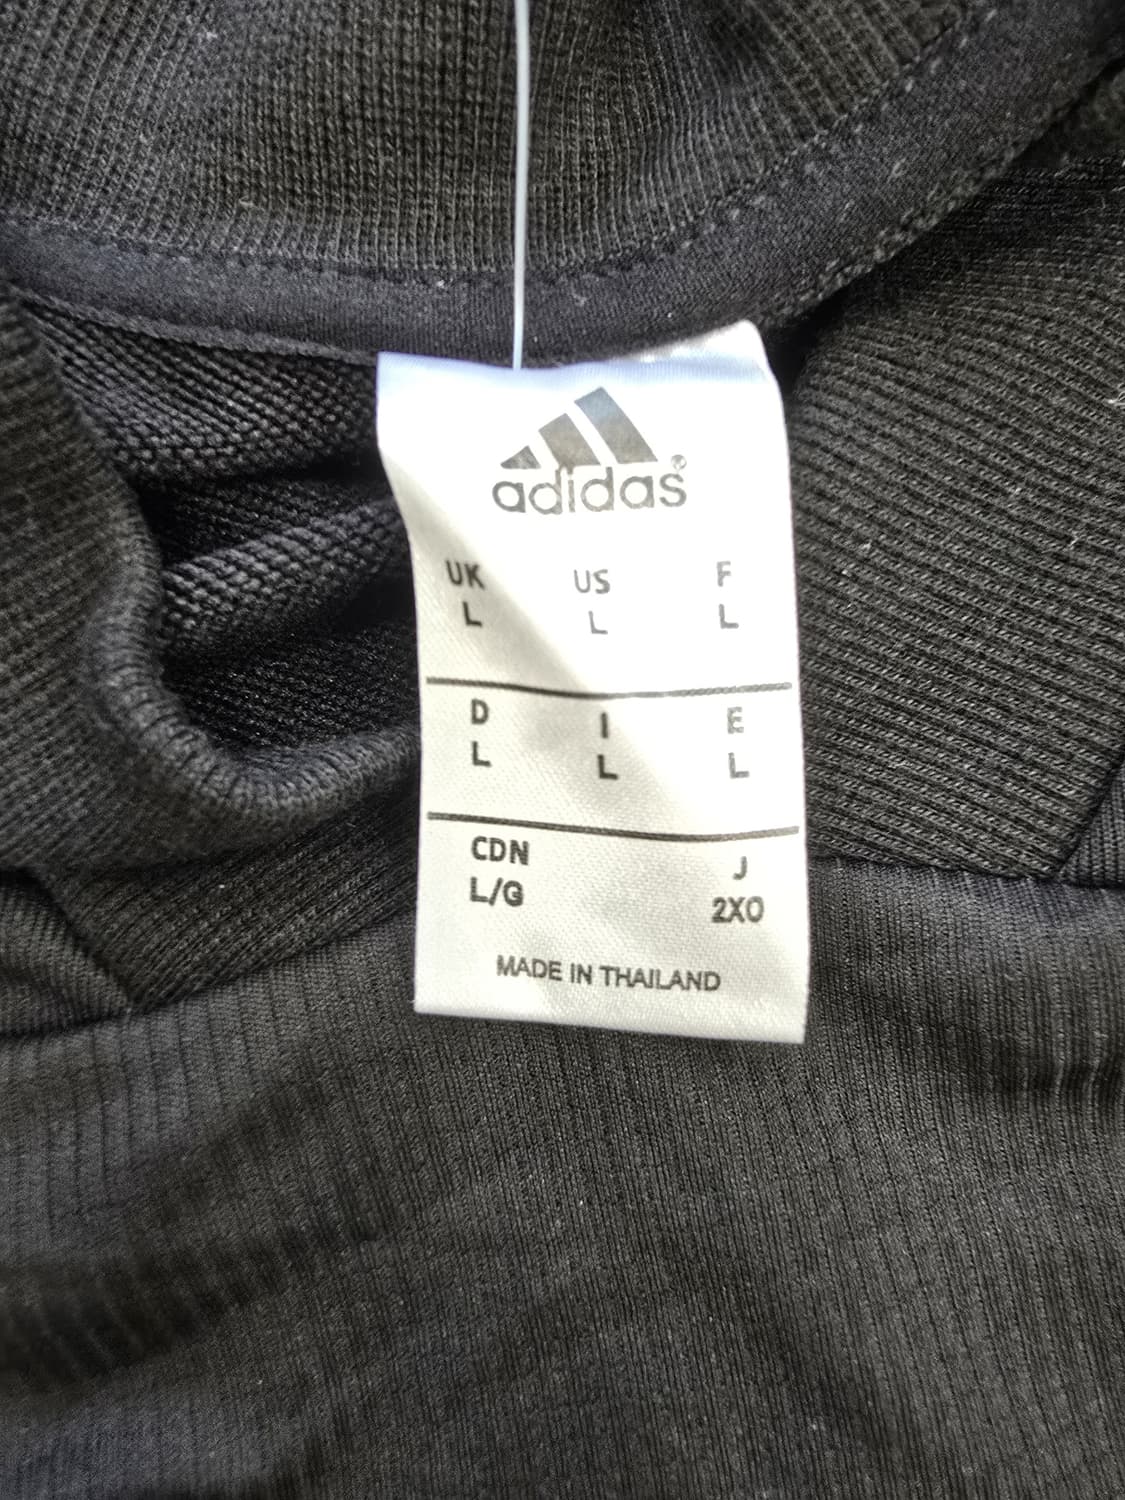 adidas®
UK US F
L L L
D I E
L L L
CDN J
L/G 2XO
MADE IN THAILAND